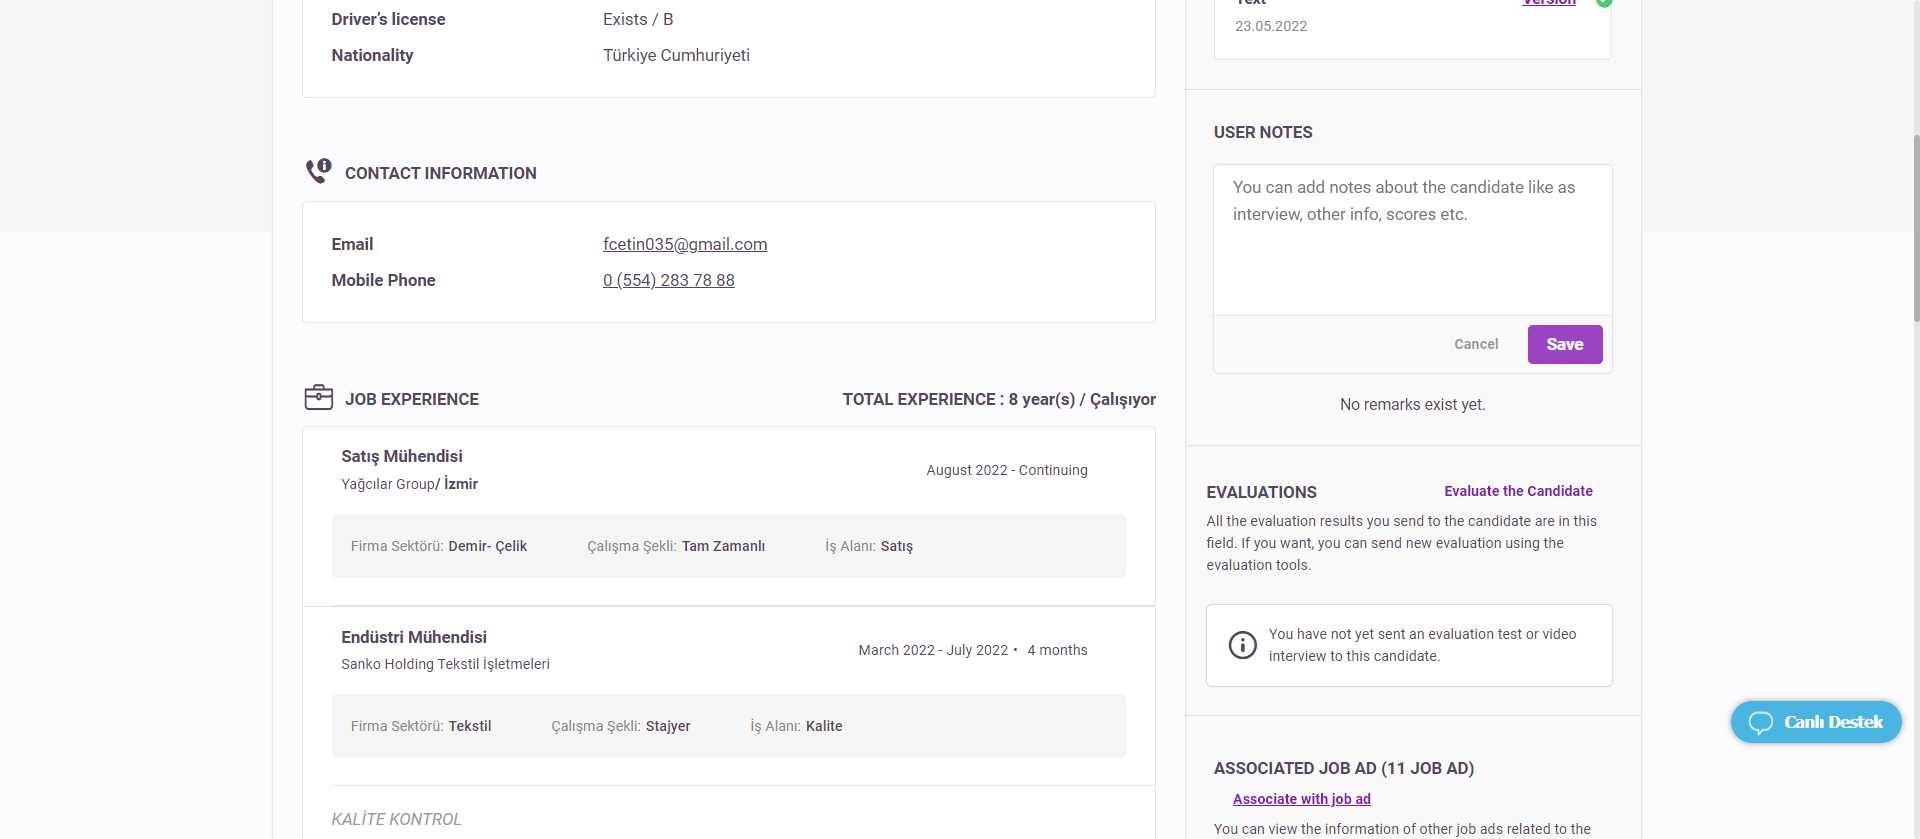 Driver's license Exists / B
Nationality Türkiye Cumhuriyeti
CONTACT INFORMATION
Email fcetin035@gmail.com
Mobile Phone 0 (554) 283 78 88
JOB EXPERIENCE TOTAL EXPERIENCE : 8 year(s) / Çalışıyor
Satış Mühendisi
August 2022 - Continuing
Yağcılar Group/ İzmir
Firma Sektörü: Demir- Çelik Çalışma Şekli: Tam Zamanlı İş Alanı: Satış
Endüstri Mühendisi
March 2022 - July 2022 • 4 months
Sanko Holding Tekstil İşletmeleri
Firma Sektörü: Tekstil Çalışma Şekli: Stajyer İş Alanı: Kalite
KALİTE KONTROL
Text Version
23.05.2022
USER NOTES
You can add notes about the candidate like as
interview, other info, scores etc.
Cancel Save
No remarks exist yet.
EVALUATIONS Evaluate the Candidate
All the evaluation results you send to the candidate are in this
field. If you want, you can send new evaluation using the
evaluation tools.
You have not yet sent an evaluation test or video
interview to this candidate.
Canlı Destek
ASSOCIATED JOB AD (11 JOB AD)
Associate with job ad
You can view the information of other job ads related to the